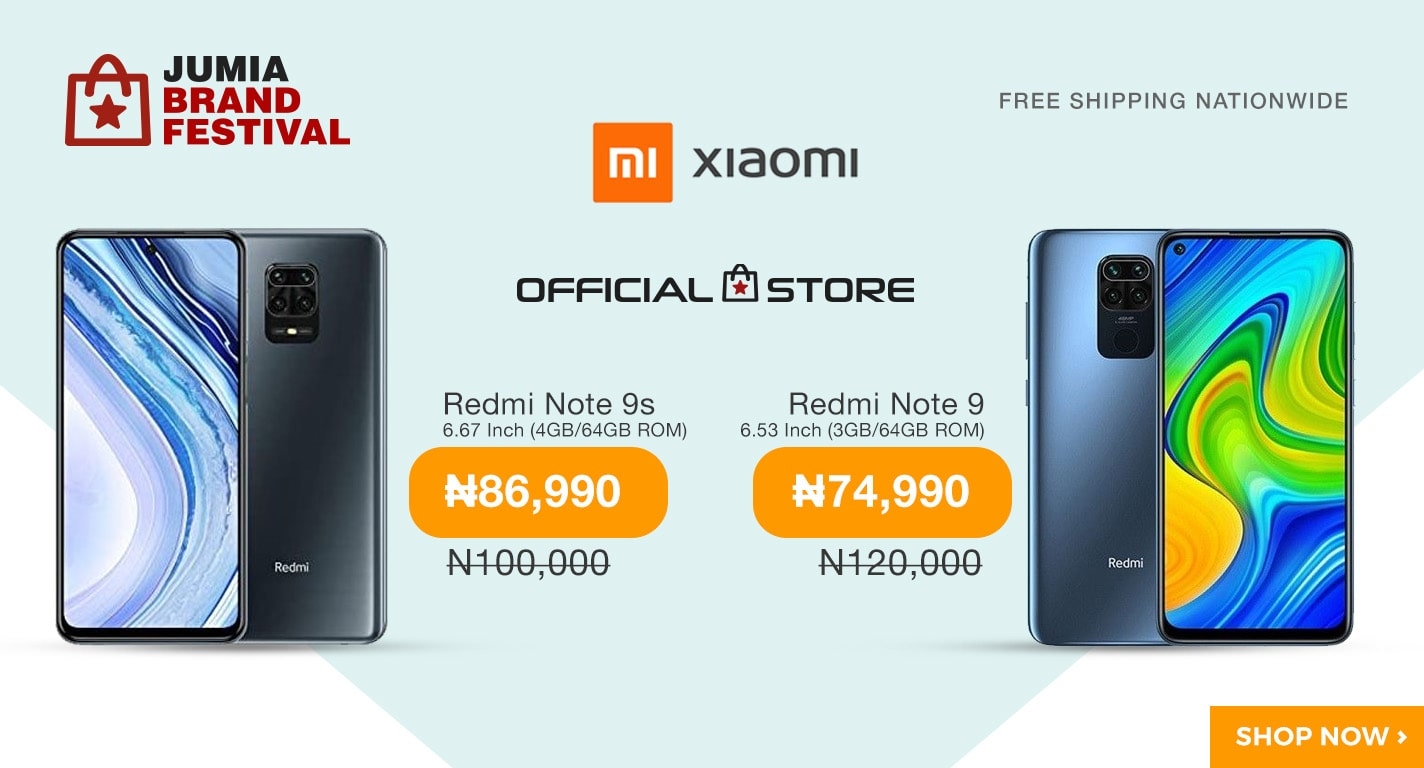 JUMIA
BRAND
FESTIVAL
FREE SHIPPING NATIONWIDE
mi xiaomi
OFFICIAL STORE
Redmi Note 9s
6.67 Inch (4GB/64GB ROM)
₦86,990
N100,000
Redmi Note 9
6.53 Inch (3GB/64GB ROM)
₦74,990
N120,000
Redmi
Redmi
SHOP NOW ›